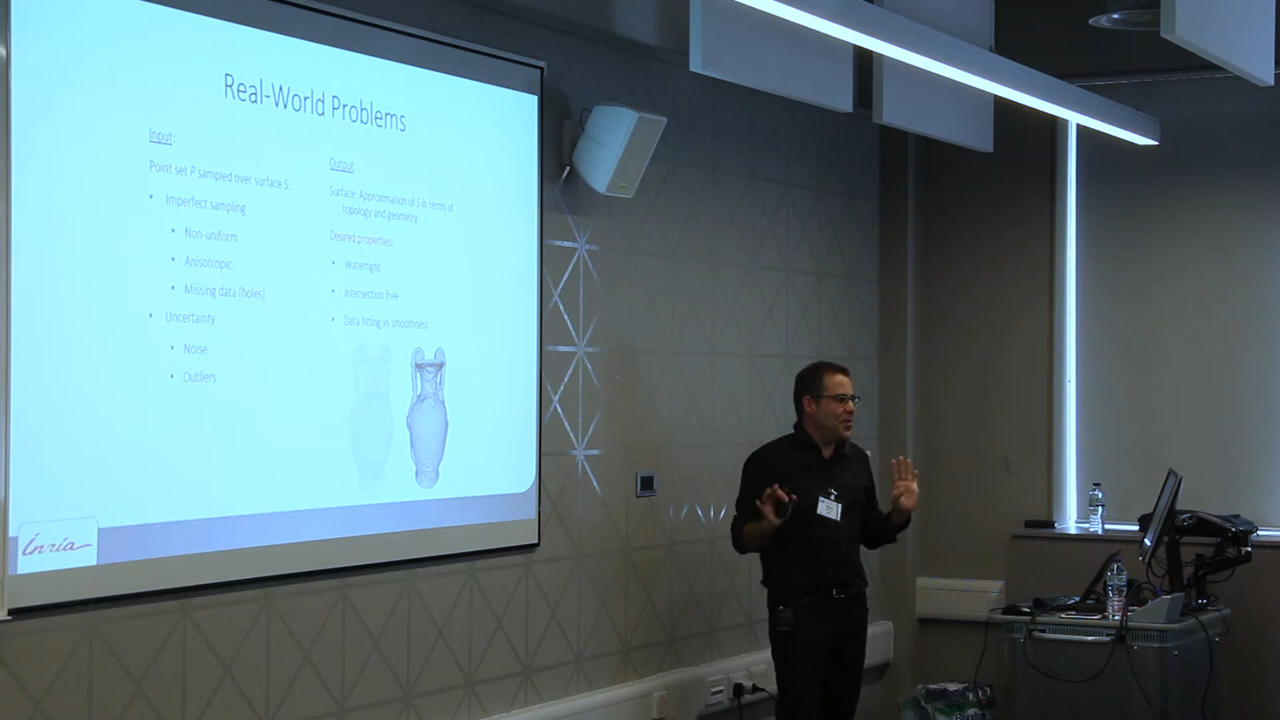 Real-World Problems
Input:
Point set P sampled over surface S:
• Imperfect sampling
• Non-uniform
• Anisotropic
• Missing data (holes)
• Uncertainty
• Noise
• Outliers
Output:
Surface: Approximation of S in terms of
topology and geometry
Desired properties:
• Watertight
• Intersection free
• Data fitting vs smoothness
Inria